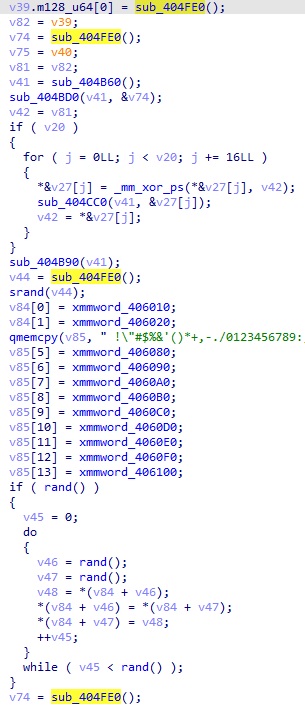 v39.m128_u64[0] = sub_404FE0();
v82 = v39;
v74 = sub_404FE0();
v75 = v40;
v81 = v82;
v41 = sub_404B60();
sub_404BD0(v41, &v74);
v42 = v81;
if ( v20 )
{
for ( j = 0LL; j < v20; j += 16LL )
{
*&v27[j] = _mm_xor_ps(*&v27[j], v42);
sub_404CC0(v41, &v27[j]);
v42 = *&v27[j];
}
}
sub_404B90(v41);
v44 = sub_404FE0();
srand(v44);
v84[0] = xmmword_406010;
v84[1] = xmmword_406020;
qmemcpy(v85, " !\"#$%&'()*+,-./0123456789:;
v85[5] = xmmword_406080;
v85[6] = xmmword_406090;
v85[7] = xmmword_4060A0;
v85[8] = xmmword_4060B0;
v85[9] = xmmword_4060C0;
v85[10] = xmmword_4060D0;
v85[11] = xmmword_4060E0;
v85[12] = xmmword_4060F0;
v85[13] = xmmword_406100;
if ( rand() )
{
v45 = 0;
do
{
v46 = rand();
v47 = rand();
v48 = *(v84 + v46);
*(v84 + v46) = *(v84 + v47);
*(v84 + v47) = v48;
++v45;
}
while ( v45 < rand() );
}
v74 = sub_404FE0();